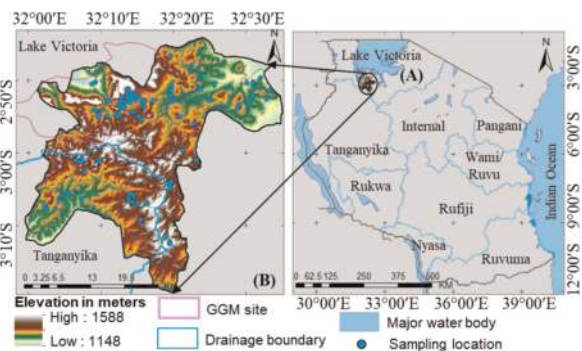 32°00'E 32°10'E 32°20'E 32°30'E
Lake Victoria
N
2°50'S
3°00'S
3°10'S
Tanganyika
(B)
0 3.25 6.5 13 19.
Lake Victoria
(A)
N
Internal
Pangani
Tanganyika
Wami/
Ruvu
Rukwa
Rufiji
Nyasa
Ruvuma
Indian Ocean
3°00'S
6°00'S
9°00'S
12°00'S
0 62.5 125 250 375 500
KM
30°00'E 33°00'E 36°00'E 39°00'E
Elevation in meters
High : 1588
Low : 1148
GGM site
Drainage boundary
Major water body
Sampling location